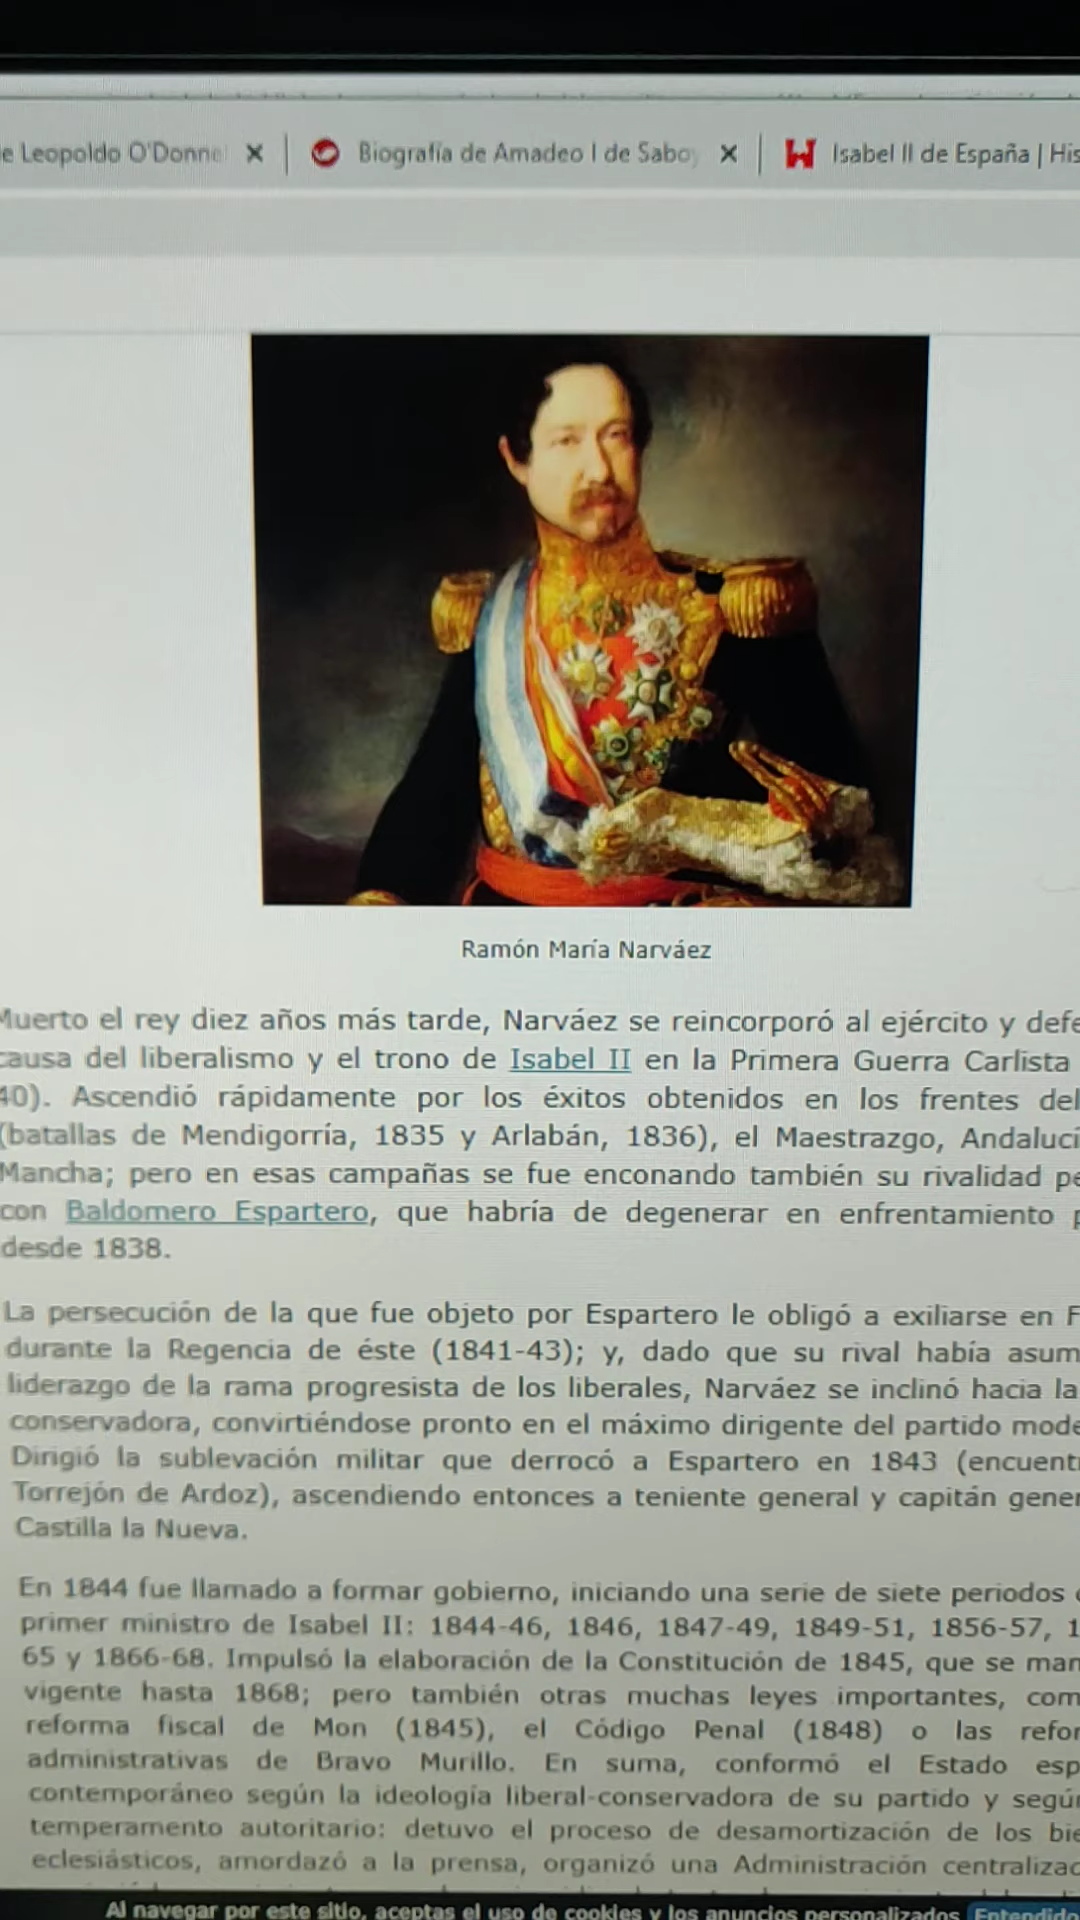 e Leopoldo O'Donne
Biografía de Amadeo I de Saboy
Isabel II de España | His
Ramón María Narváez
Muerto el rey diez años más tarde, Narváez se reincorporó al ejército y defe
causa del liberalismo y el trono de Isabel II en la Primera Guerra Carlista
40). Ascendió rápidamente por los éxitos obtenidos en los frentes del
(batallas de Mendigorría, 1835 y Arlabán, 1836), el Maestrazgo, Andalucí
Mancha; pero en esas campañas se fue enconando también su rivalidad pe
con Baldomero Espartero, que habría de degenerar en enfrentamiento p
desde 1838.
La persecución de la que fue objeto por Espartero le obligó a exiliarse en F
durante la Regencia de éste (1841-43); y, dado que su rival había asum
liderazgo de la rama progresista de los liberales, Narváez se inclinó hacia la
conservadora, convirtiéndose pronto en el máximo dirigente del partido mode
Dirigió la sublevación militar que derrocó a Espartero en 1843 (encuent
Torrejón de Ardoz), ascendiendo entonces a teniente general y capitán gener
Castilla la Nueva.
En 1844 fue llamado a formar gobierno, iniciando una serie de siete periodos
primer ministro de Isabel II: 1844-46, 1846, 1847-49, 1849-51, 1856-57, 1
65 y 1866-68. Impulsó la elaboración de la Constitución de 1845, que se man
vigente hasta 1868; pero también otras muchas leyes importantes, com
reforma fiscal de Mon (1845), el Código Penal (1848) o las refor
administrativas de Bravo Murillo. En suma, conformó el Estado esp
contemporáneo según la ideología liberal-conservadora de su partido y segú
temperamento autoritario: detuvo el proceso de desamortización de los bie
eclesiásticos, amordazó a la prensa, organizó una Administración centralizad
Al navegar por este sitio, aceptas el uso de cookies y los anuncios personalizados Entendido